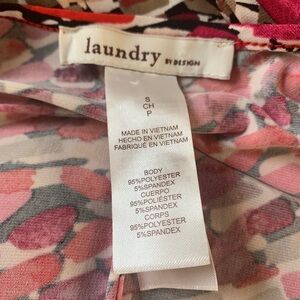 laundry BY DESIGN
S
CH
P
MADE IN VIETNAM
HECHO EN VIETNAM
FABRIQUÉ EN VIETNAM
BODY
95%POLYESTER
5%SPANDEX
CUERPO
95%POLIÉSTER
5%SPANDEX
CORPS
95%POLYESTER
5%SPANDEX